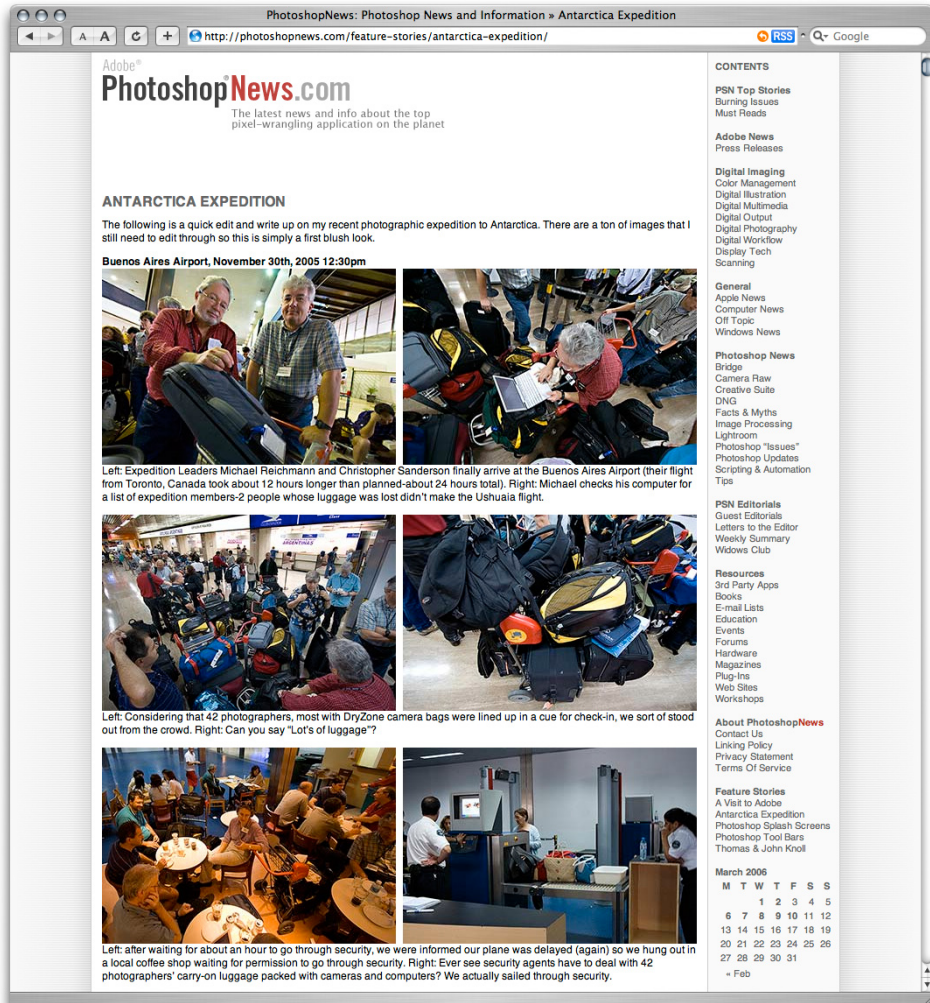 PhotoshopNews: Photoshop News and Information » Antarctica Expedition
A A C + http://photoshopnews.com/feature-stories/antarctica-expedition/ RSS Q- Google
Adobe®
Photoshop®News.com
The latest news and info about the top
pixel-wrangling application on the planet
ANTARCTICA EXPEDITION
The following is a quick edit and write up on my recent photographic expedition to Antarctica. There are a ton of images that I
still need to edit through so this is simply a first blush look.
Buenos Aires Airport, November 30th, 2005 12:30pm
Left: Expedition Leaders Michael Reichmann and Christopher Sanderson finally arrive at the Buenos Aires Airport (their flight
from Toronto, Canada took about 12 hours longer than planned-about 24 hours total). Right: Michael checks his computer for
a list of expedition members-2 people whose luggage was lost didn't make the Ushuaia flight.
ARGENTINAS
Left: Considering that 42 photographers, most with DryZone camera bags were lined up in a cue for check-in, we sort of stood
out from the crowd. Right: Can you say "Lot's of luggage"?
Left: after waiting for about an hour to go through security, we were informed our plane was delayed (again) so we hung out in
a local coffee shop waiting for permission to go through security. Right: Ever see security agents have to deal with 42
photographers' carry-on luggage packed with cameras and computers? We actually sailed through security.
CONTENTS
PSN Top Stories
Burning Issues
Must Reads
Adobe News
Press Releases
Digital Imaging
Color Management
Digital Illustration
Digital Multimedia
Digital Output
Digital Photography
Digital Workflow
Display Tech
Scanning
General
Apple News
Computer News
Off Topic
Windows News
Photoshop News
Bridge
Camera Raw
Creative Suite
DNG
Facts & Myths
Image Processing
Lightroom
Photoshop "Issues"
Photoshop Updates
Scripting & Automation
Tips
PSN Editorials
Guest Editorials
Letters to the Editor
Weekly Summary
Widows Club
Resources
3rd Party Apps
Books
E-mail Lists
Education
Events
Forums
Hardware
Magazines
Plug-Ins
Web Sites
Workshops
About PhotoshopNews
Contact Us
Linking Policy
Privacy Statement
Terms Of Service
Feature Stories
A Visit to Adobe
Antarctica Expedition
Photoshop Splash Screens
Photoshop Tool Bars
Thomas & John Knoll
March 2006
M T W T F S S
1 2 3 4 5
6 7 8 9 10 11 12
13 14 15 16 17 18 19
20 21 22 23 24 25 26
27 28 29 30 31
« Feb